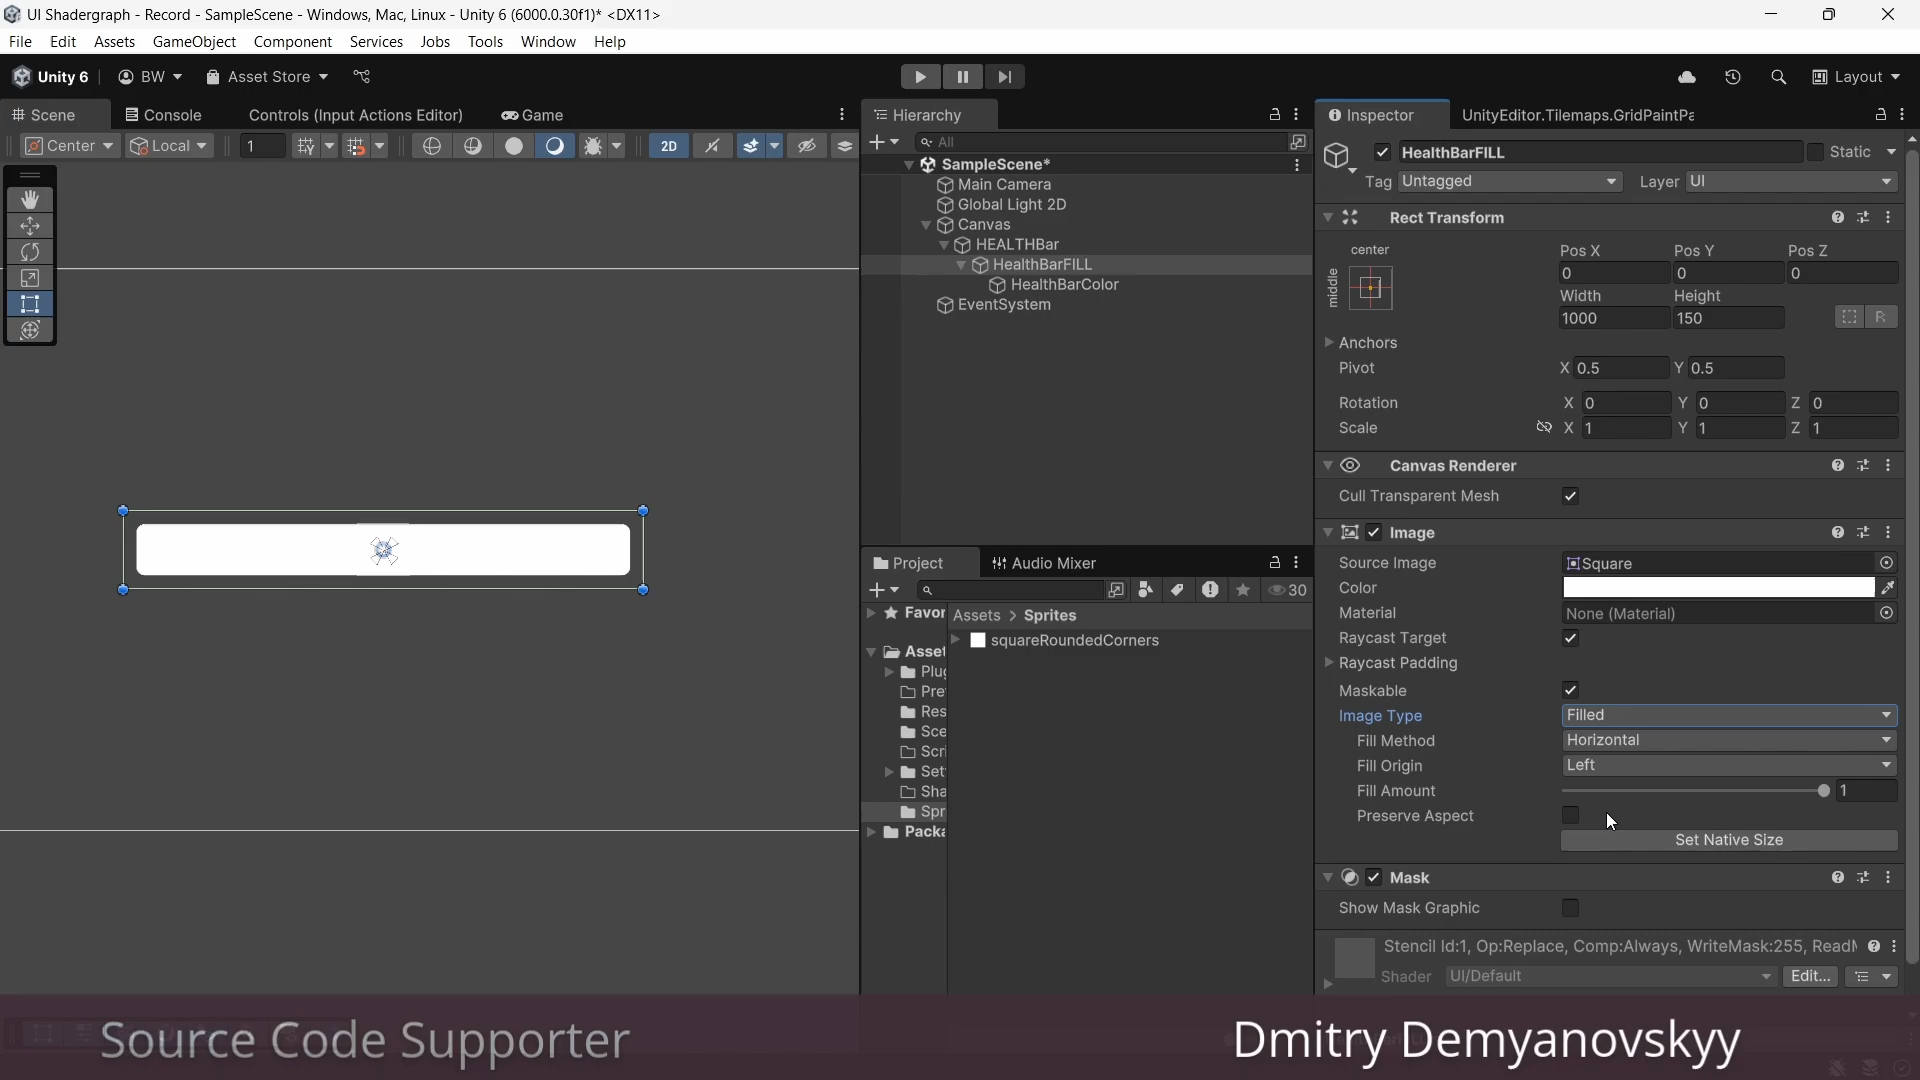 UI Shadergraph - Record - SampleScene - Windows, Mac, Linux - Unity 6 (6000.0.30f1)* <DX11>
File Edit Assets GameObject Component Services Jobs Tools Window Help
Unity 6 BW Asset Store Layout
Scene Console Controls (Input Actions Editor) Game
Center Local 1 2D
Hierarchy
All
SampleScene*
Main Camera
Global Light 2D
Canvas
HEALTHBar
HealthBarFILL
HealthBarColor
EventSystem
Project Audio Mixer
30
Favor
Asset
Plug
Pre
Res
Sce
Scri
Set
Sha
Spr
Packa
Assets > Sprites
squareRoundedCorners
Inspector UnityEditor.Tilemaps.GridPaintPa
HealthBarFILL Static
Tag Untagged Layer UI
Rect Transform
center
middle
Pos X Pos Y Pos Z
0 0 0
Width Height
1000 150 R
Anchors
Pivot X 0.5 Y 0.5
Rotation X 0 Y 0 Z 0
Scale X 1 Y 1 Z 1
Canvas Renderer
Cull Transparent Mesh
Image
Source Image Square
Color
Material None (Material)
Raycast Target
Raycast Padding
Maskable
Image Type Filled
Fill Method Horizontal
Fill Origin Left
Fill Amount 1
Preserve Aspect
Set Native Size
Mask
Show Mask Graphic
Stencil Id:1, Op:Replace, Comp:Always, WriteMask:255, ReadM
Shader UI/Default Edit...
Source Code Supporter Dmitry Demyanovskyy